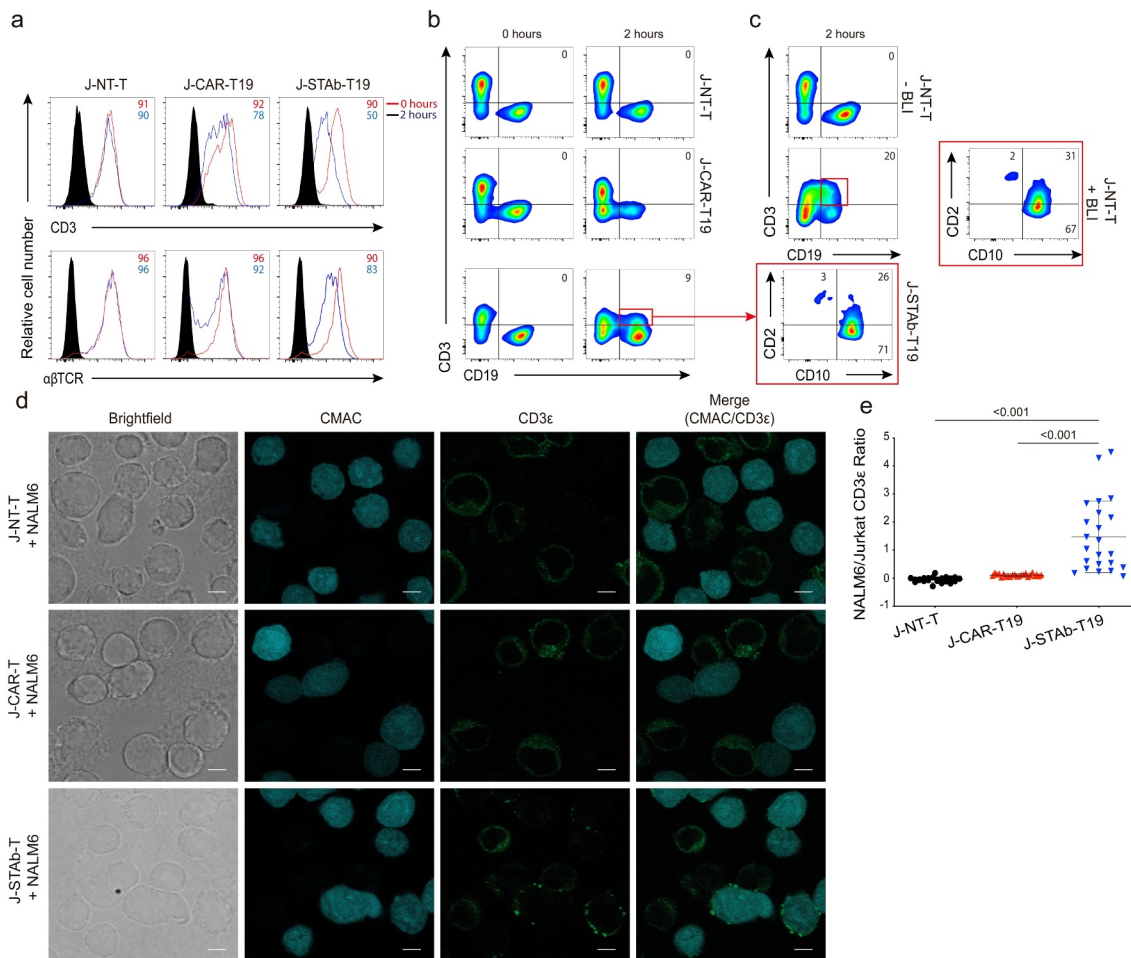 a
J-NT-T
J-CAR-T19
J-STAb-T19
0 hours
2 hours
91
90
92
78
90
50
CD3
96
96
96
92
90
83
αβTCR
Relative cell number
b
0 hours
2 hours
0
0
J-NT-T
0
0
J-CAR-T19
0
9
J-STAb-T19
CD3
CD19
c
2 hours
0
J-NT-T
- BLI
20
CD3
CD19
2
31
67
CD2
CD10
J-NT-T
+ BLI
3
26
71
CD2
CD10
d
Brightfield
CMAC
CD3ε
Merge
(CMAC/CD3ε)
J-NT-T
+ NALM6
J-CAR-T
+ NALM6
J-STAb-T
+ NALM6
e
<0.001
<0.001
NALM6/Jurkat CD3ε Ratio
5
4
3
2
1
0
-1
J-NT-T
J-CAR-T19
J-STAb-T19